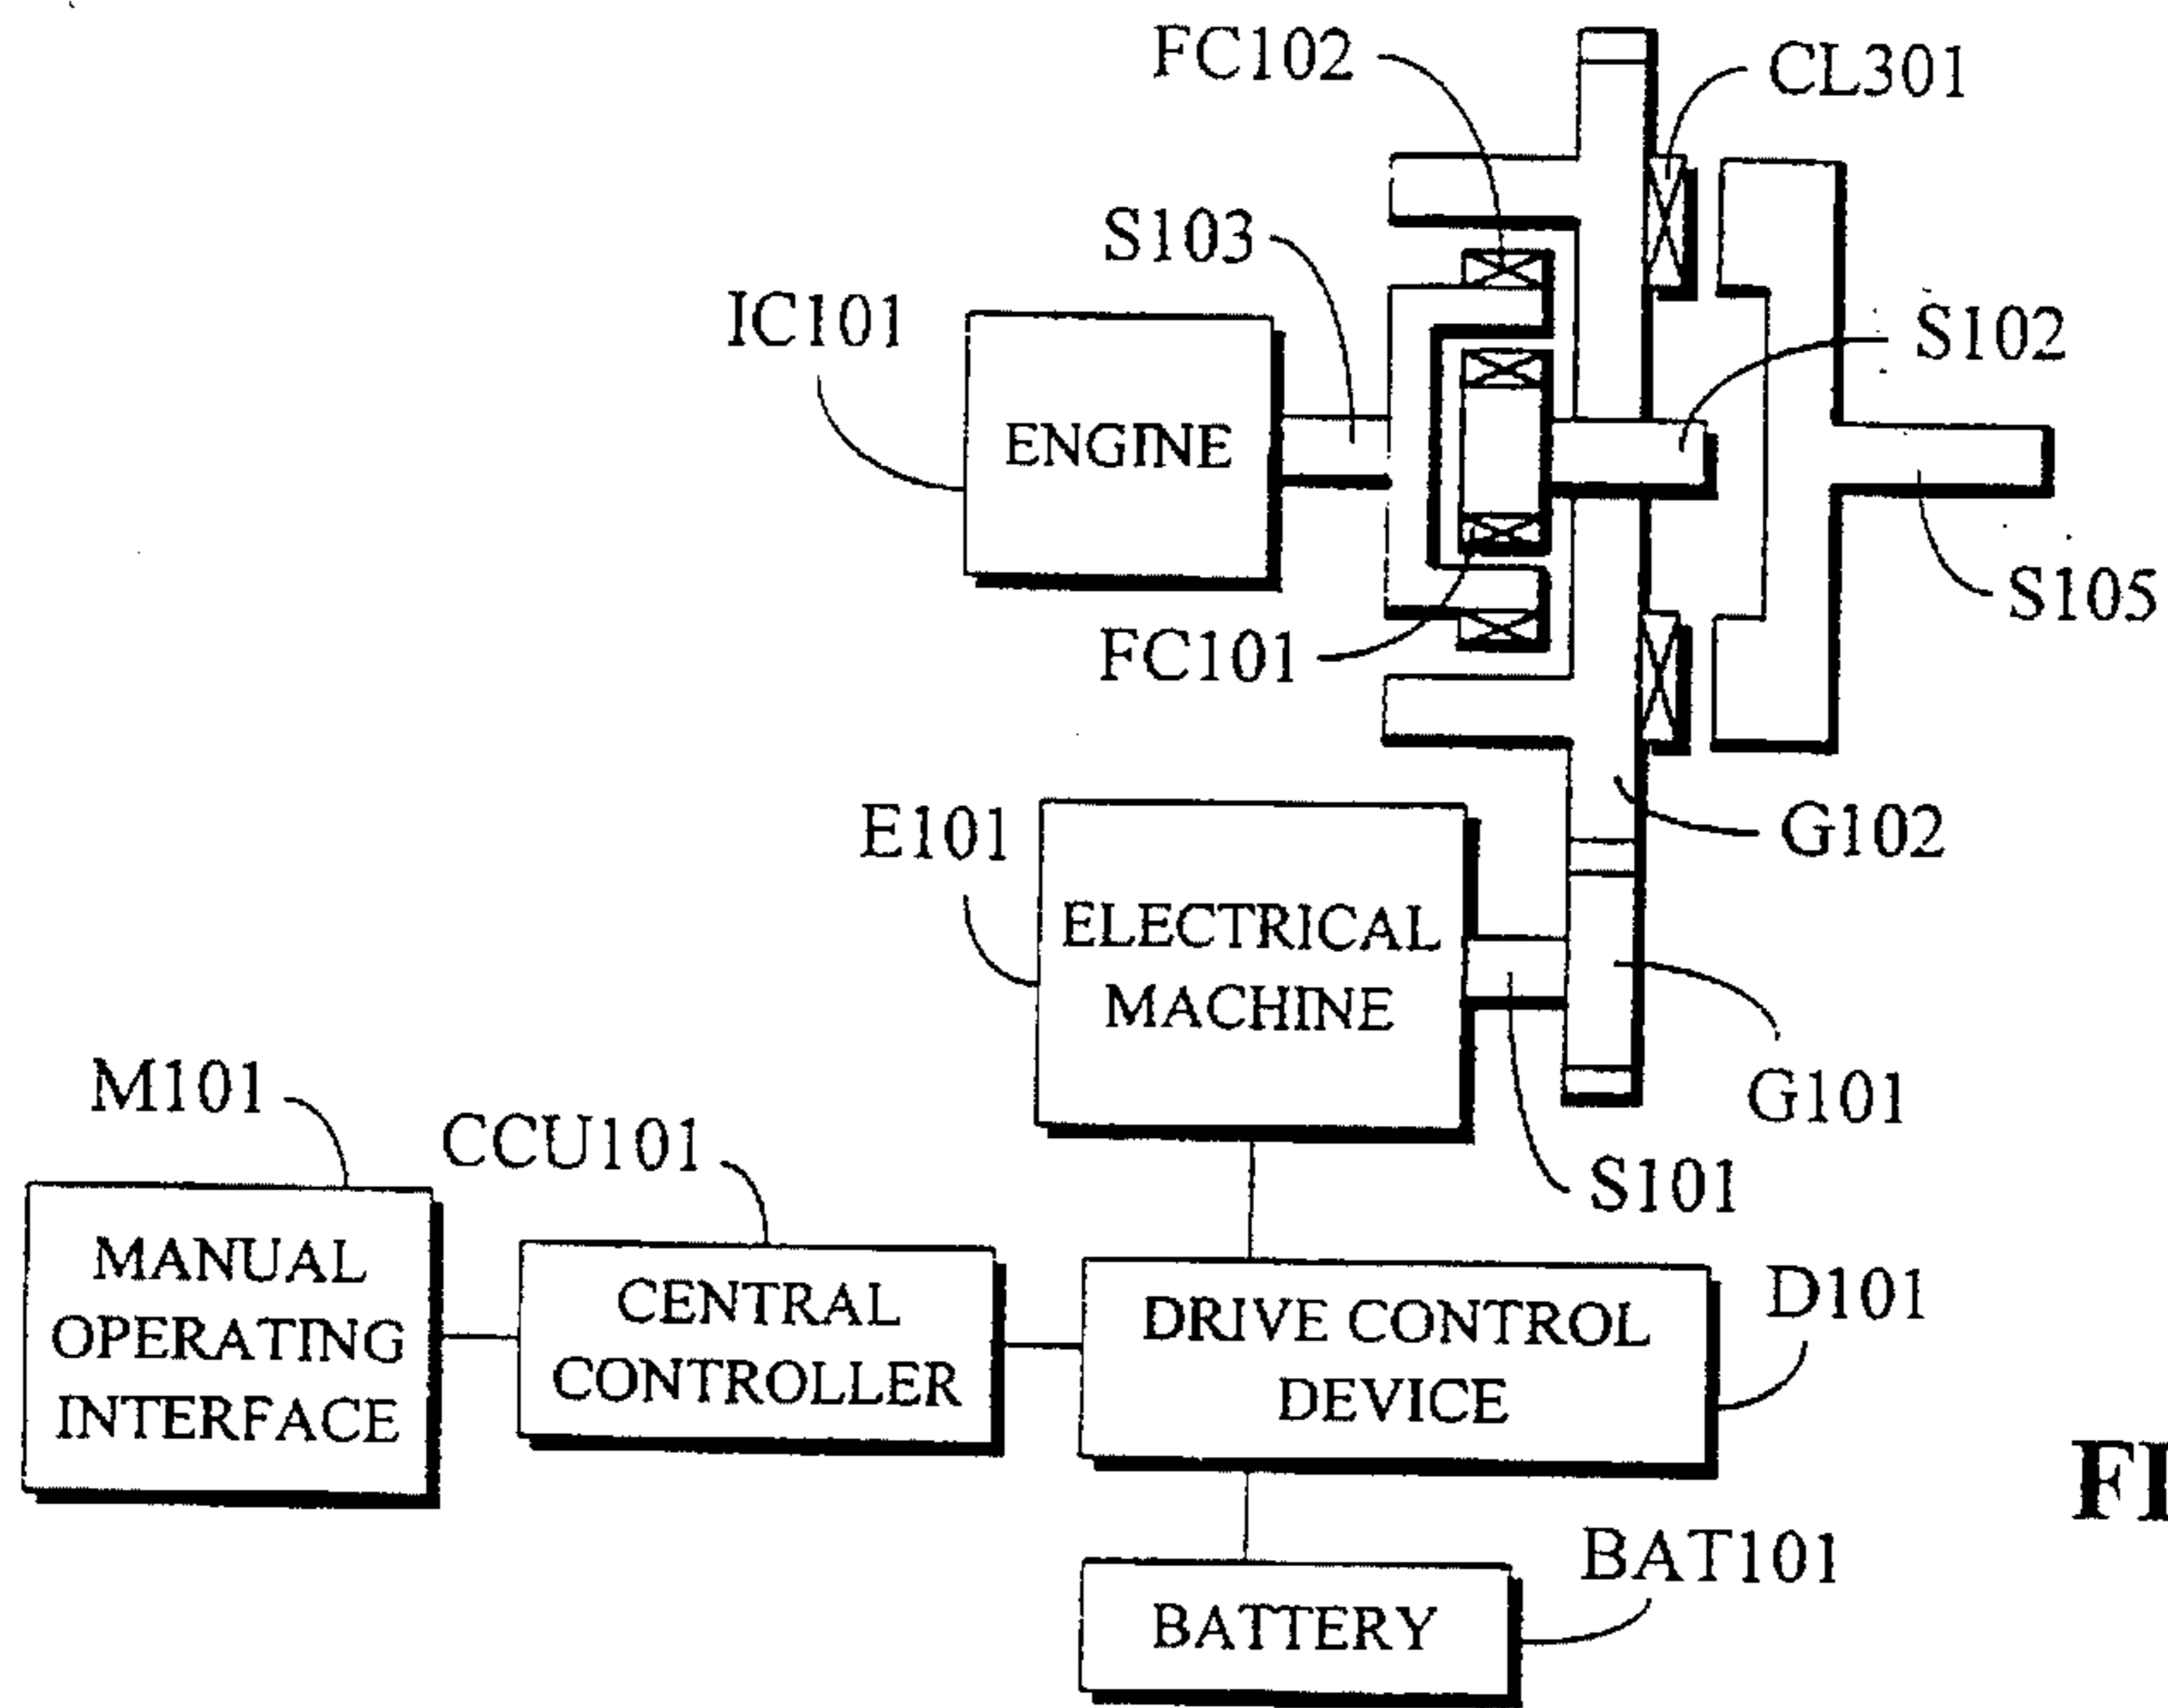 FC102
CL301
S103
IC101
S102
ENGINE
S105
FC101
E101
G102
ELECTRICAL
MACHINE
M101
G101
CCU101
S101
MANUAL
OPERATING
INTERFACE
CENTRAL
CONTROLLER
DRIVE CONTROL
DEVICE
D101
BAT101
BATTERY